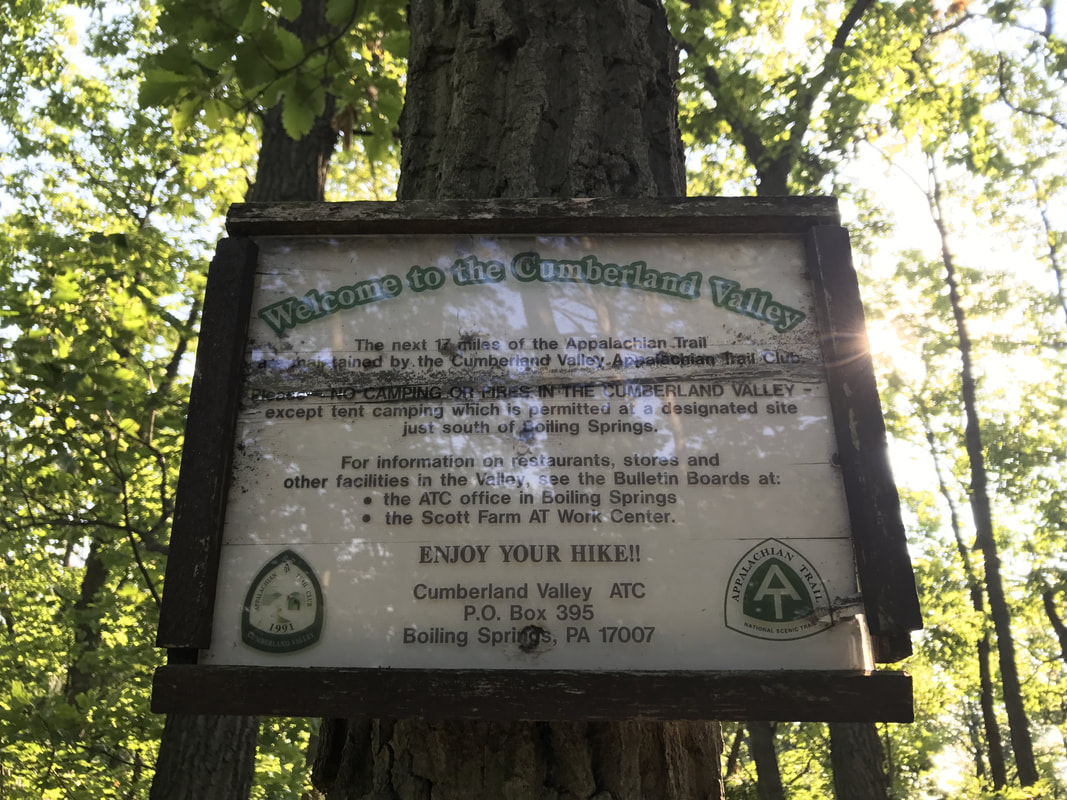 Welcome to the Cumberland Valley
The next 17 miles of the Appalachian Trail
maintained by the Cumberland Valley Appalachian Trail Club.
NO CAMPING OR FIRES IN THE CUMBERLAND VALLEY -
except tent camping which is permitted at a designated site
just south of Boiling Springs.
For information on restaurants, stores and
other facilities in the Valley, see the Bulletin Boards at:
• the ATC office in Boiling Springs
• the Scott Farm AT Work Center.
ENJOY YOUR HIKE!!
Cumberland Valley ATC
P.O. Box 395
Boiling Springs, PA 17007
APPALACHIAN TRAIL CLUB
1991
CUMBERLAND VALLEY
APPALACHIAN TRAIL
AT
NATIONAL SCENIC TRAIL